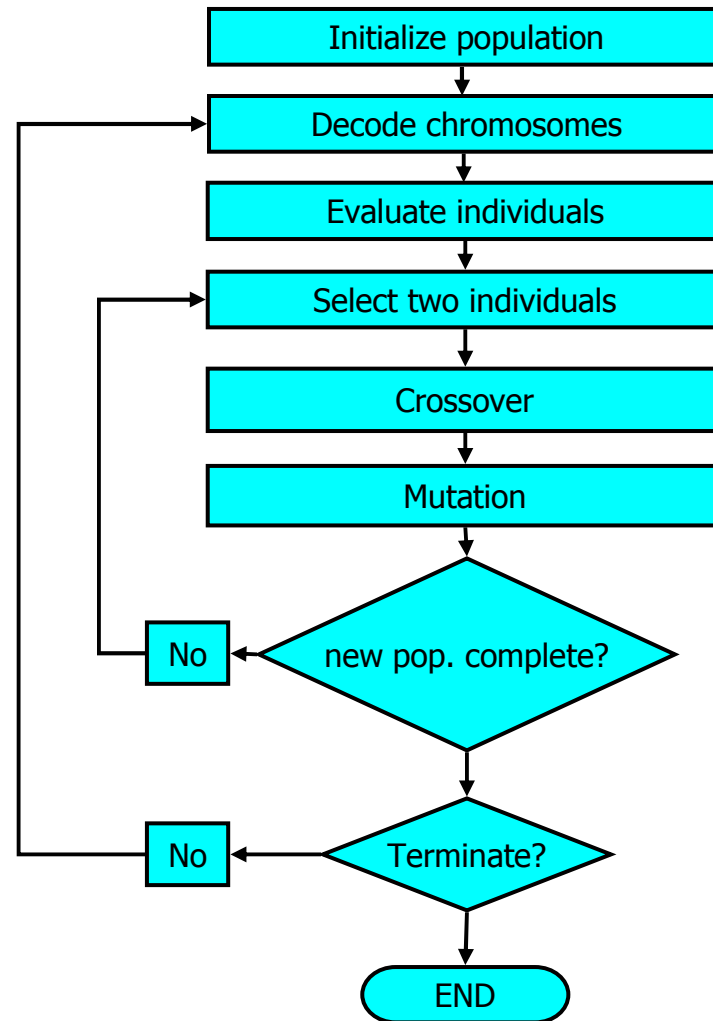 Initialize population
Decode chromosomes
Evaluate individuals
Select two individuals
Crossover
Mutation
new pop. complete?
No
Terminate?
No
END